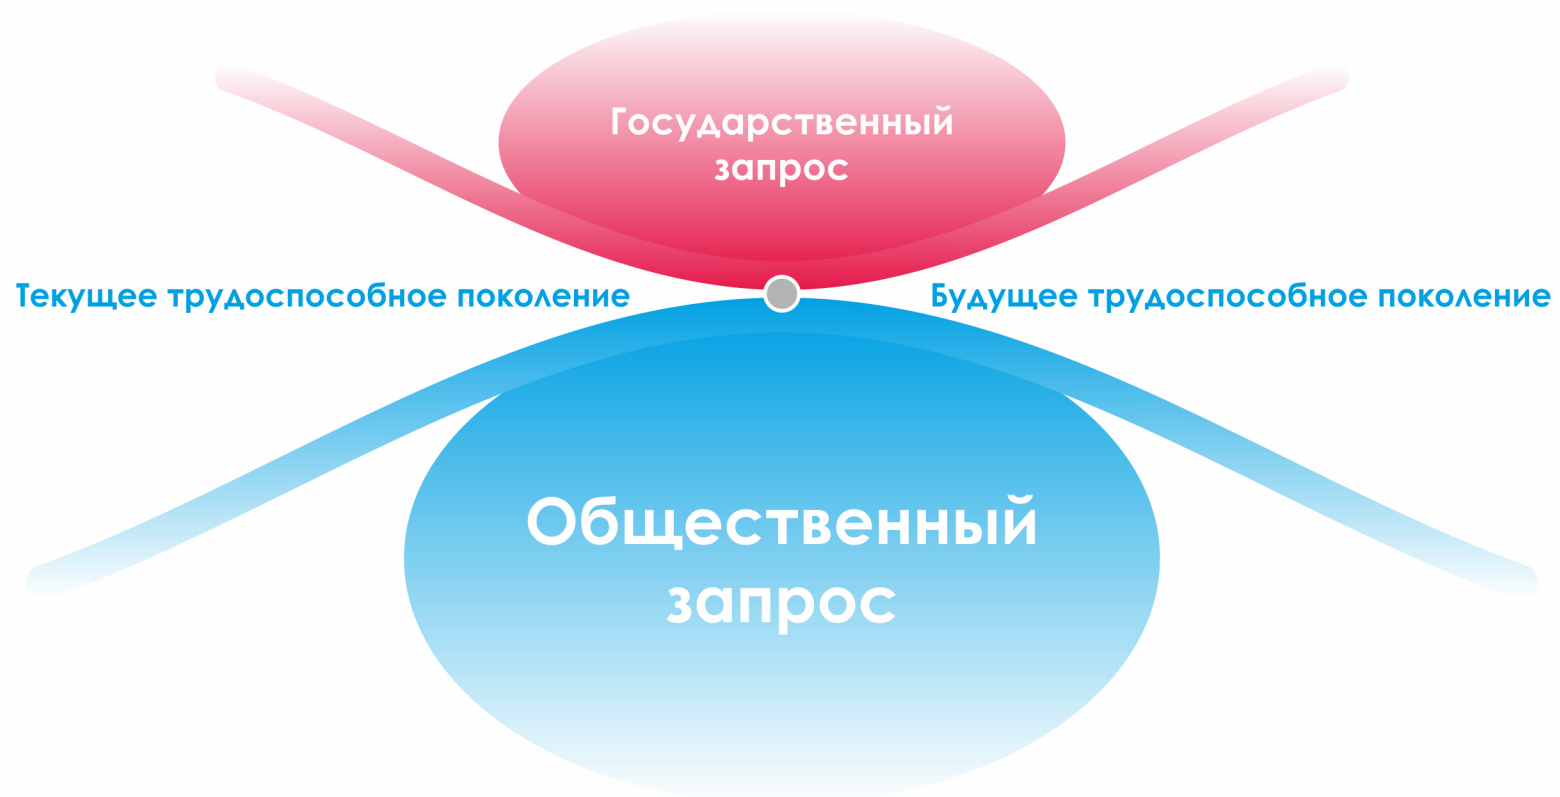 Государственный
запрос
Текущее трудоспособное поколение
Будущее трудоспособное поколение
Общественный
запрос